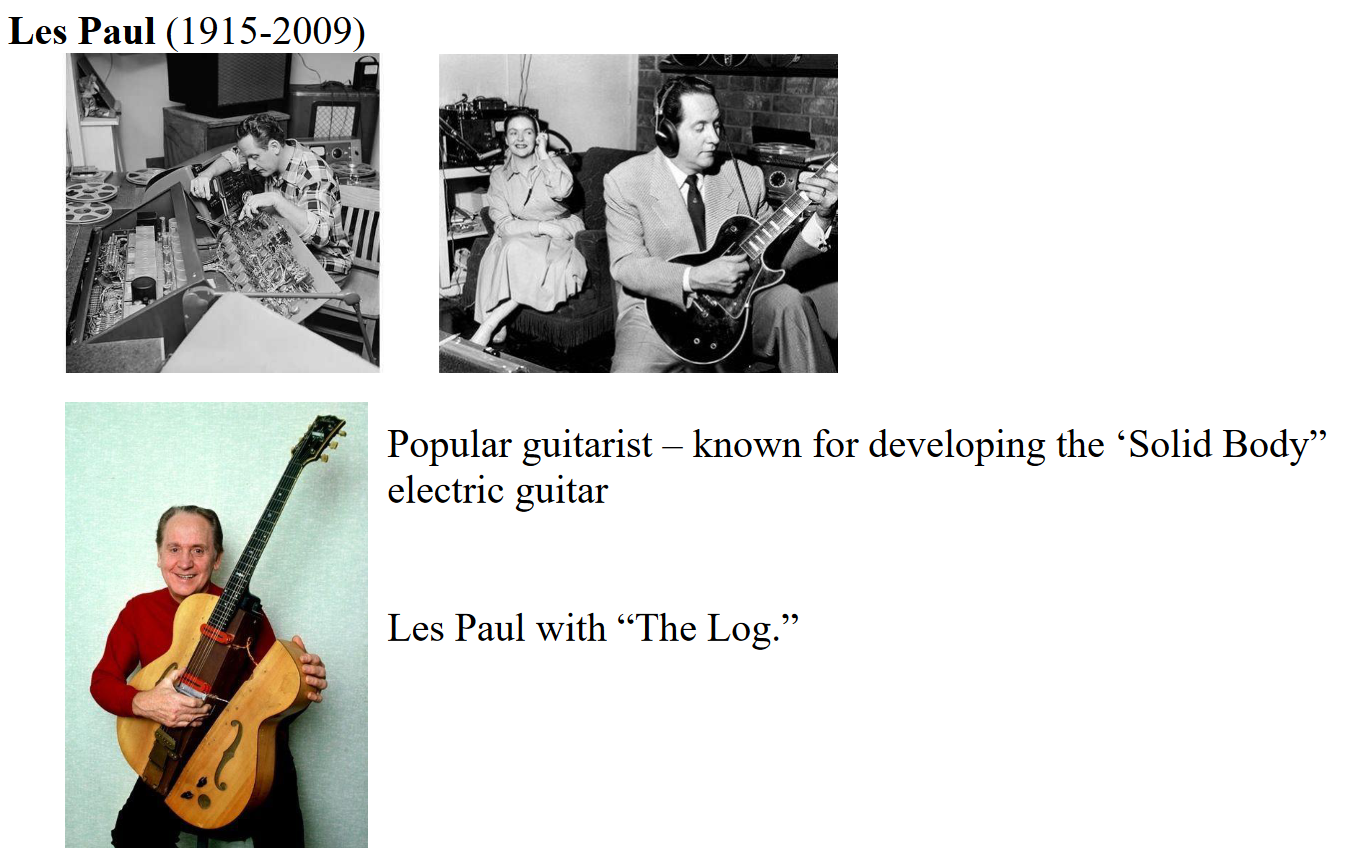 Les Paul (1915-2009)
Popular guitarist – known for developing the ‘Solid Body”
electric guitar
Les Paul with “The Log.”